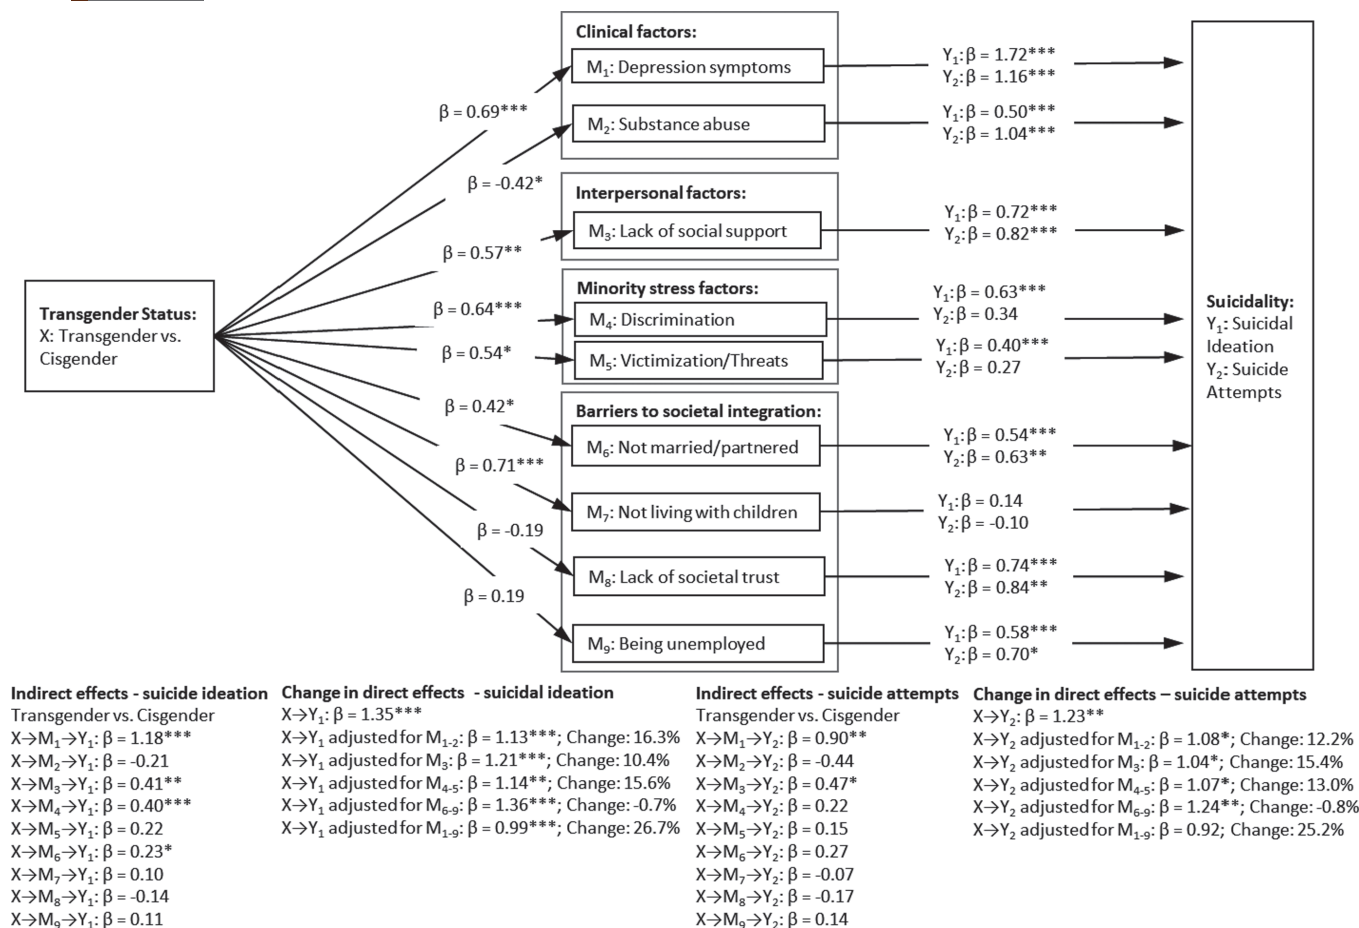 Clinical factors:
M₁: Depression symptoms
M₂: Substance abuse
Interpersonal factors:
M₃: Lack of social support
Minority stress factors:
M₄: Discrimination
M₅: Victimization/Threats
Barriers to societal integration:
M₆: Not married/partnered
M₇: Not living with children
M₈: Lack of societal trust
M₉: Being unemployed
Transgender Status:
X: Transgender vs.
Cisgender
β = 0.69***
β = -0.42*
β = 0.57**
β = 0.64***
β = 0.54*
β = 0.42*
β = 0.71***
β = -0.19
β = 0.19
Y₁:β = 1.72***
Y₂:β = 1.16***
Y₁:β = 0.50***
Y₂:β = 1.04***
Y₁:β = 0.72***
Y₂:β = 0.82***
Y₁:β = 0.63***
Y₂:β = 0.34
Y₁:β = 0.40***
Y₂:β = 0.27
Y₁:β = 0.54***
Y₂:β = 0.63**
Y₁:β = 0.14
Y₂:β = -0.10
Y₁:β = 0.74***
Y₂:β = 0.84**
Y₁:β = 0.58***
Y₂:β = 0.70*
Suicidality:
Y₁: Suicidal
Ideation
Y₂: Suicide
Attempts
Indirect effects - suicide ideation
Transgender vs. Cisgender
X→M₁→Y₁: β = 1.18***
X→M₂→Y₁: β = -0.21
X→M₃→Y₁: β = 0.41**
X→M₄→Y₁: β = 0.40***
X→M₅→Y₁: β = 0.22
X→M₆→Y₁: β = 0.23*
X→M₇→Y₁: β = 0.10
X→M₈→Y₁: β = -0.14
X→M₉→Y₁: β = 0.11
Change in direct effects - suicidal ideation
X→Y₁: β = 1.35***
X→Y₁ adjusted for M₁₋₂: β = 1.13***; Change: 16.3%
X→Y₁ adjusted for M₃: β = 1.21***; Change: 10.4%
X→Y₁ adjusted for M₄₋₅: β = 1.14**; Change: 15.6%
X→Y₁ adjusted for M₆₋₉: β = 1.36***; Change: -0.7%
X→Y₁ adjusted for M₁₋₉: β = 0.99***; Change: 26.7%
Indirect effects - suicide attempts
Transgender vs. Cisgender
X→M₁→Y₂: β = 0.90**
X→M₂→Y₂: β = -0.44
X→M₃→Y₂: β = 0.47*
X→M₄→Y₂: β = 0.22
X→M₅→Y₂: β = 0.15
X→M₆→Y₂: β = 0.27
X→M₇→Y₂: β = -0.07
X→M₈→Y₂: β = -0.17
X→M₉→Y₂: β = 0.14
Change in direct effects – suicide attempts
X→Y₂: β = 1.23**
X→Y₂ adjusted for M₁₋₂: β = 1.08*; Change: 12.2%
X→Y₂ adjusted for M₃: β = 1.04*; Change: 15.4%
X→Y₂ adjusted for M₄₋₅: β = 1.07*; Change: 13.0%
X→Y₂ adjusted for M₆₋₉: β = 1.24**; Change: -0.8%
X→Y₂ adjusted for M₁₋₉: β = 0.92; Change: 25.2%